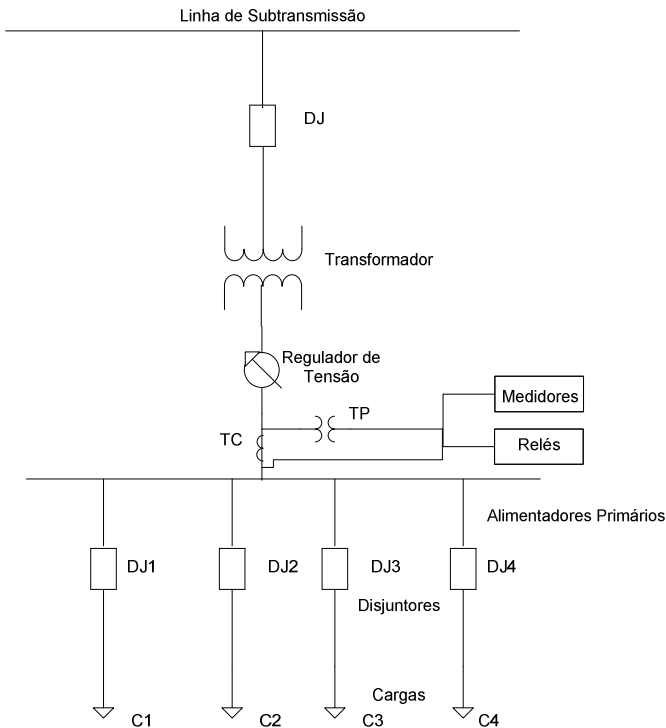 Linha de Subtransmissão
DJ
Transformador
Regulador de
Tensão
TP
Medidores
TC
Relés
Alimentadores Primários
DJ1
DJ2
DJ3
DJ4
Disjuntores
Cargas
C1
C2
C3
C4